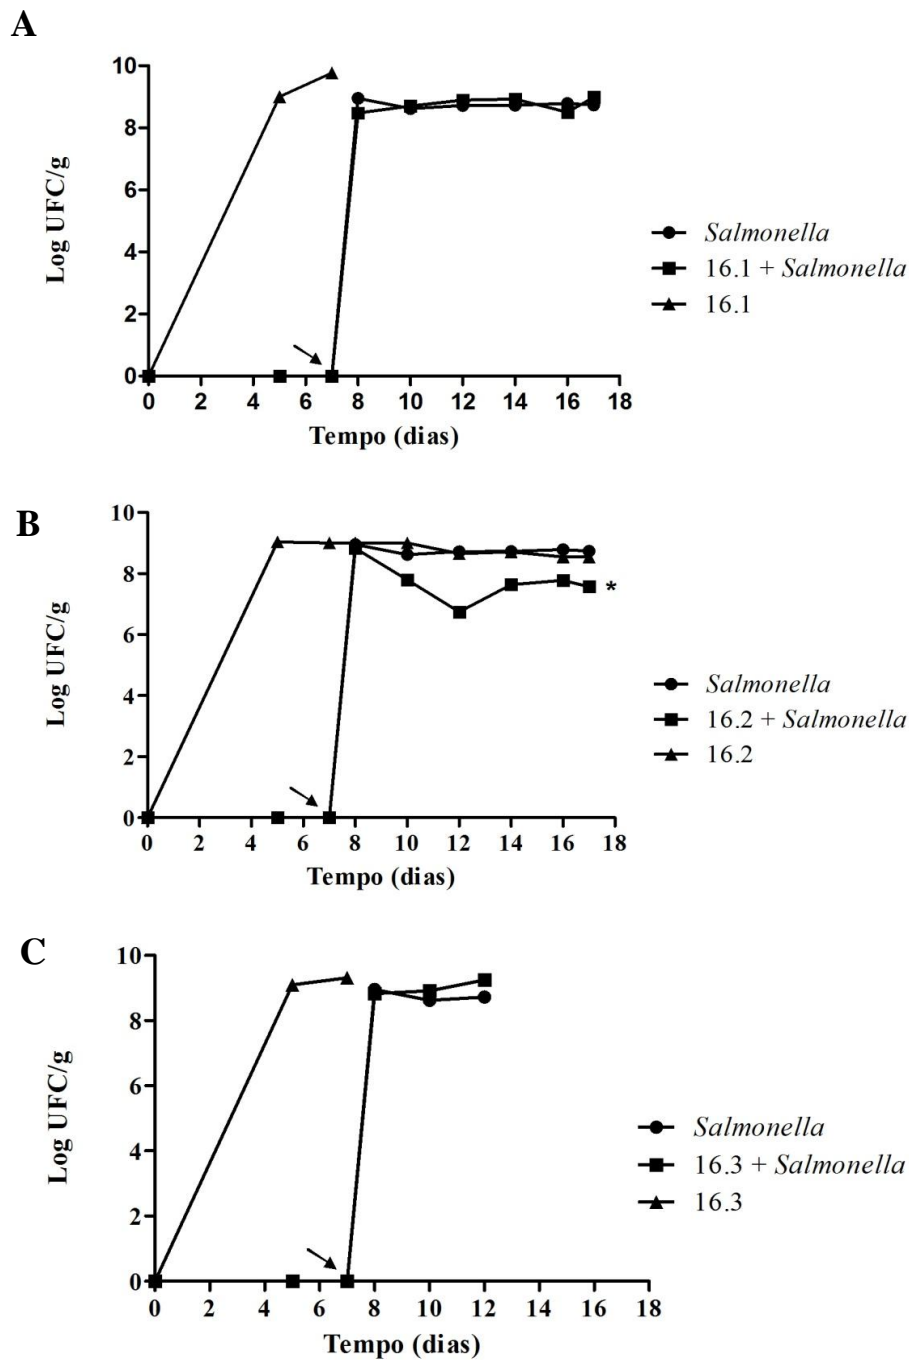 A
Log UFC/g
10
8
6
4
2
0
0 2 4 6 8 10 12 14 16 18
Tempo (dias)
Salmonella
16.1 + Salmonella
16.1
B
Log UFC/g
10
8
6
4
2
0
*
0 2 4 6 8 10 12 14 16 18
Tempo (dias)
Salmonella
16.2 + Salmonella
16.2
C
Log UFC/g
10
8
6
4
2
0
0 2 4 6 8 10 12 14 16 18
Tempo (dias)
Salmonella
16.3 + Salmonella
16.3